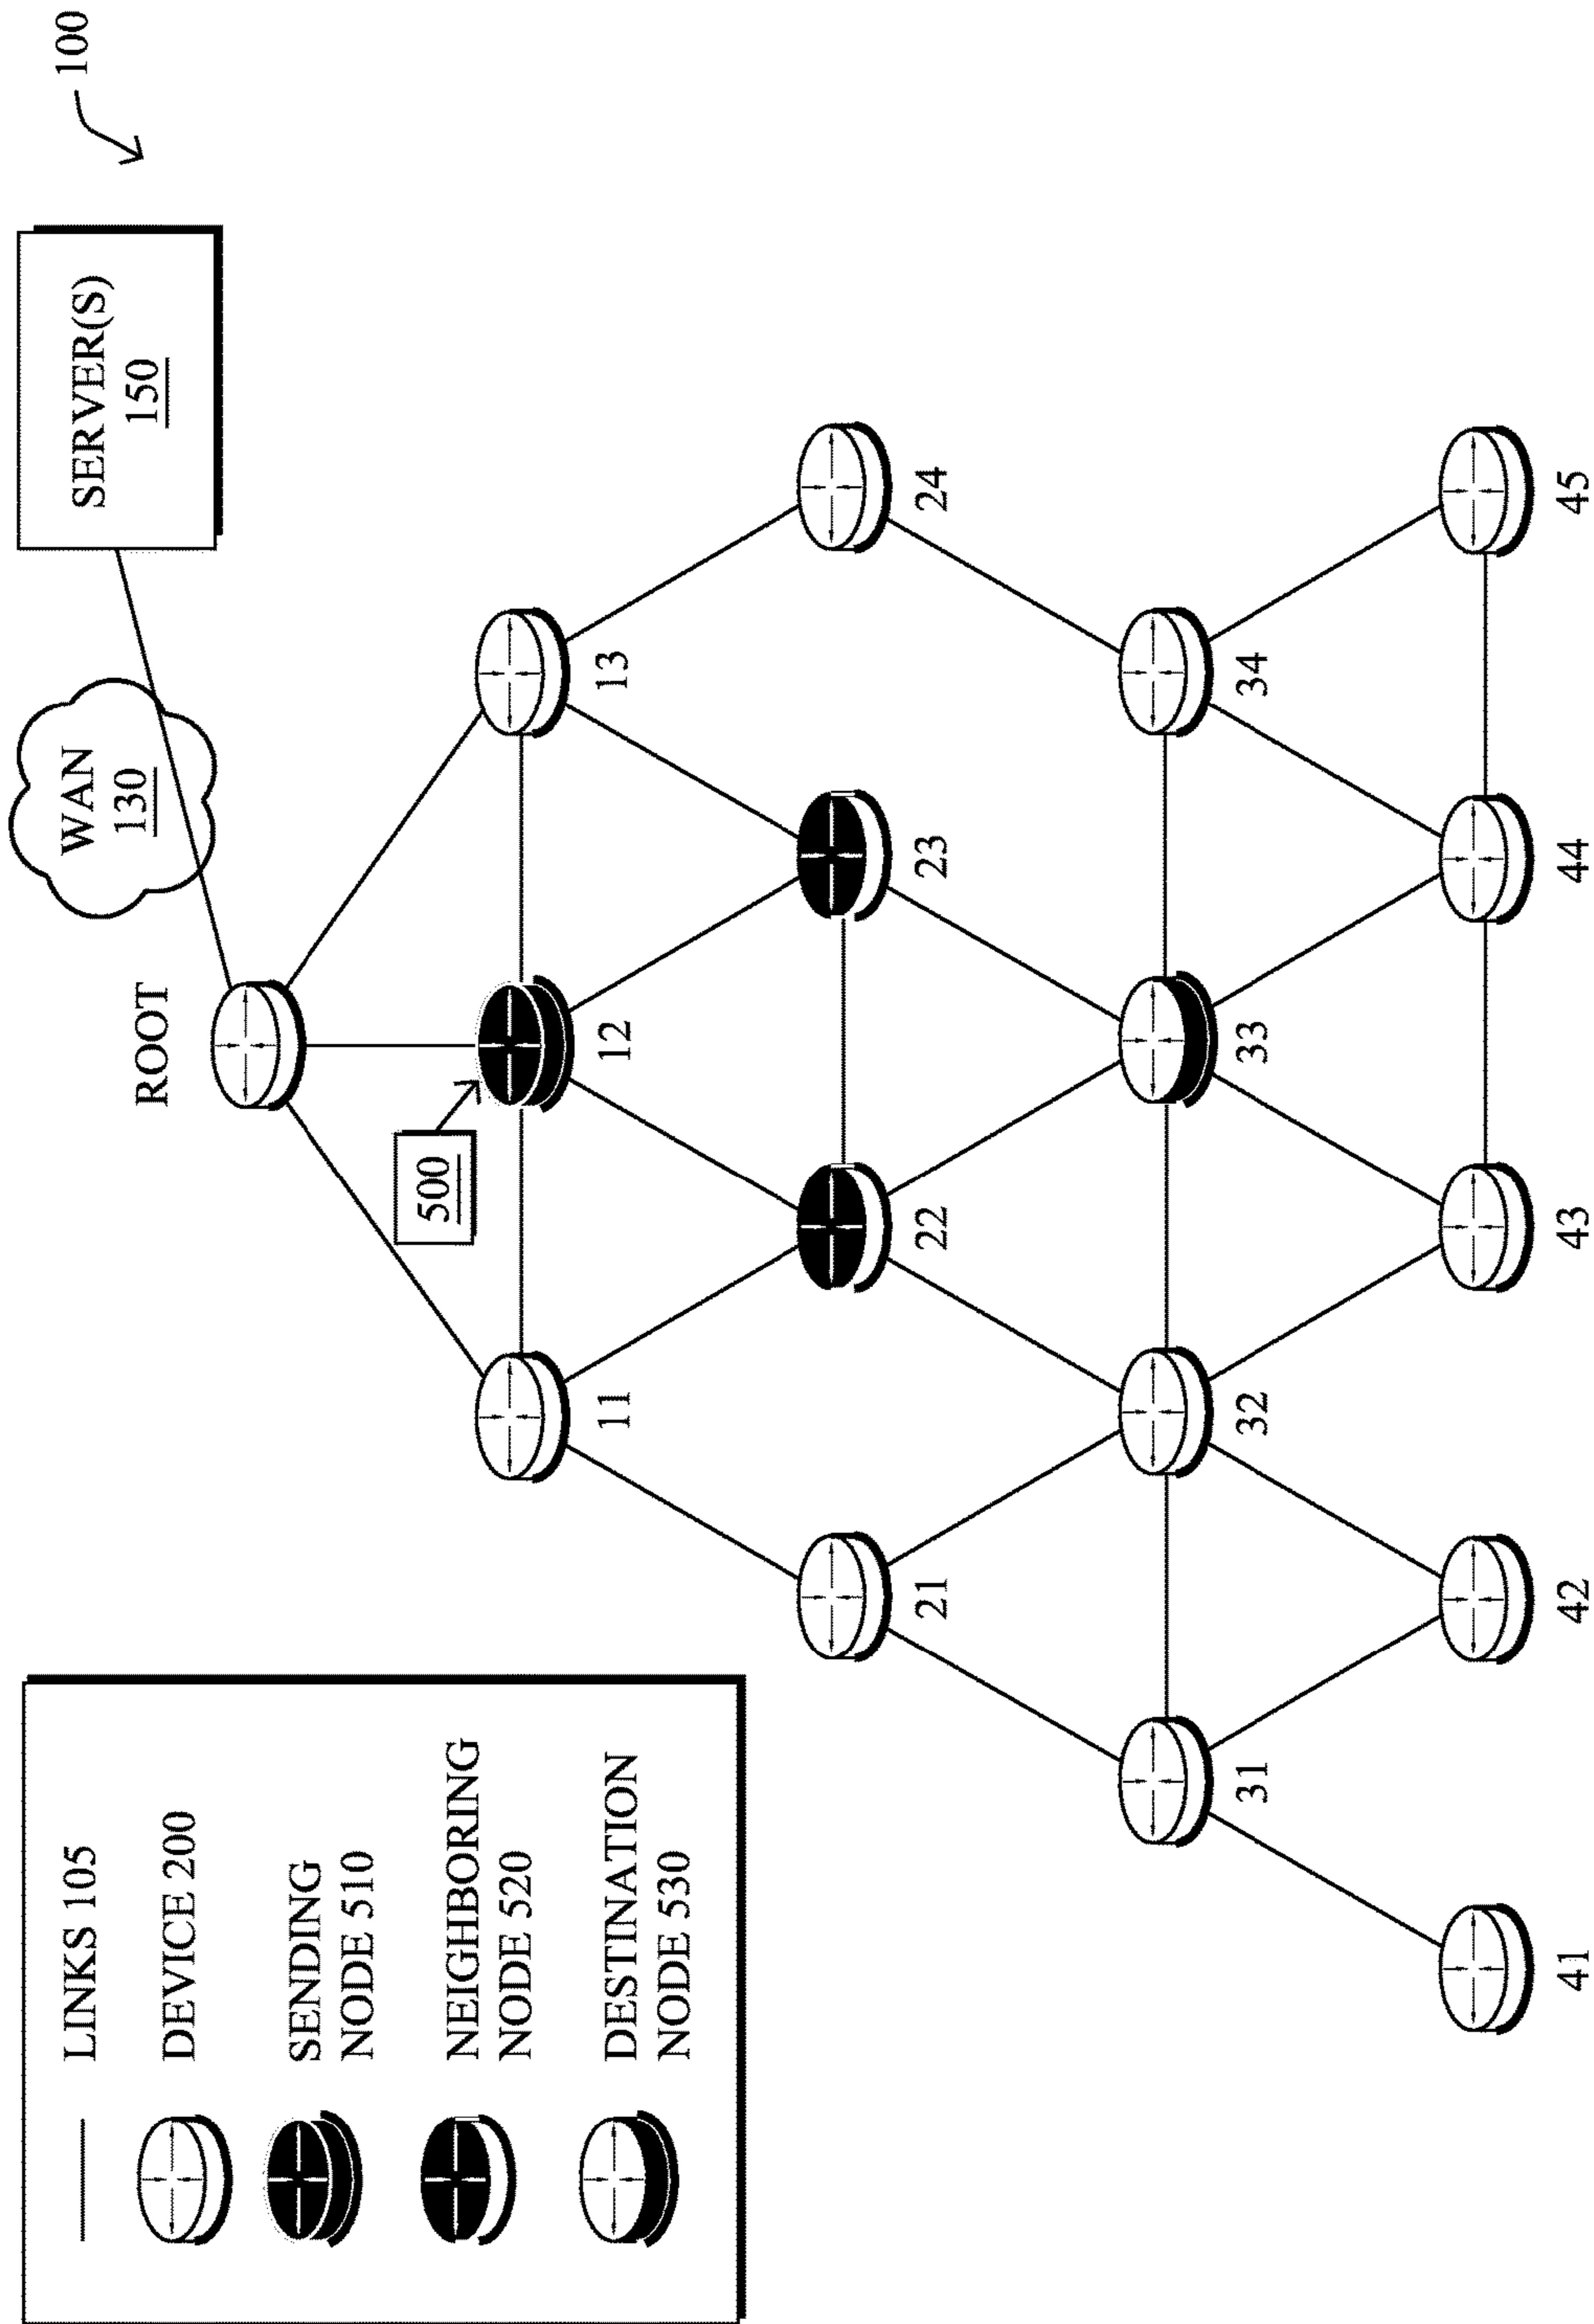 LINKS 105
DEVICE 200
SENDING
NODE 510
NEIGHBORING
NODE 520
DESTINATION
NODE 530
WAN
130
SERVER(S)
150
100
ROOT
500
11
12
13
21
22
23
24
31
32
33
34
41
42
43
44
45